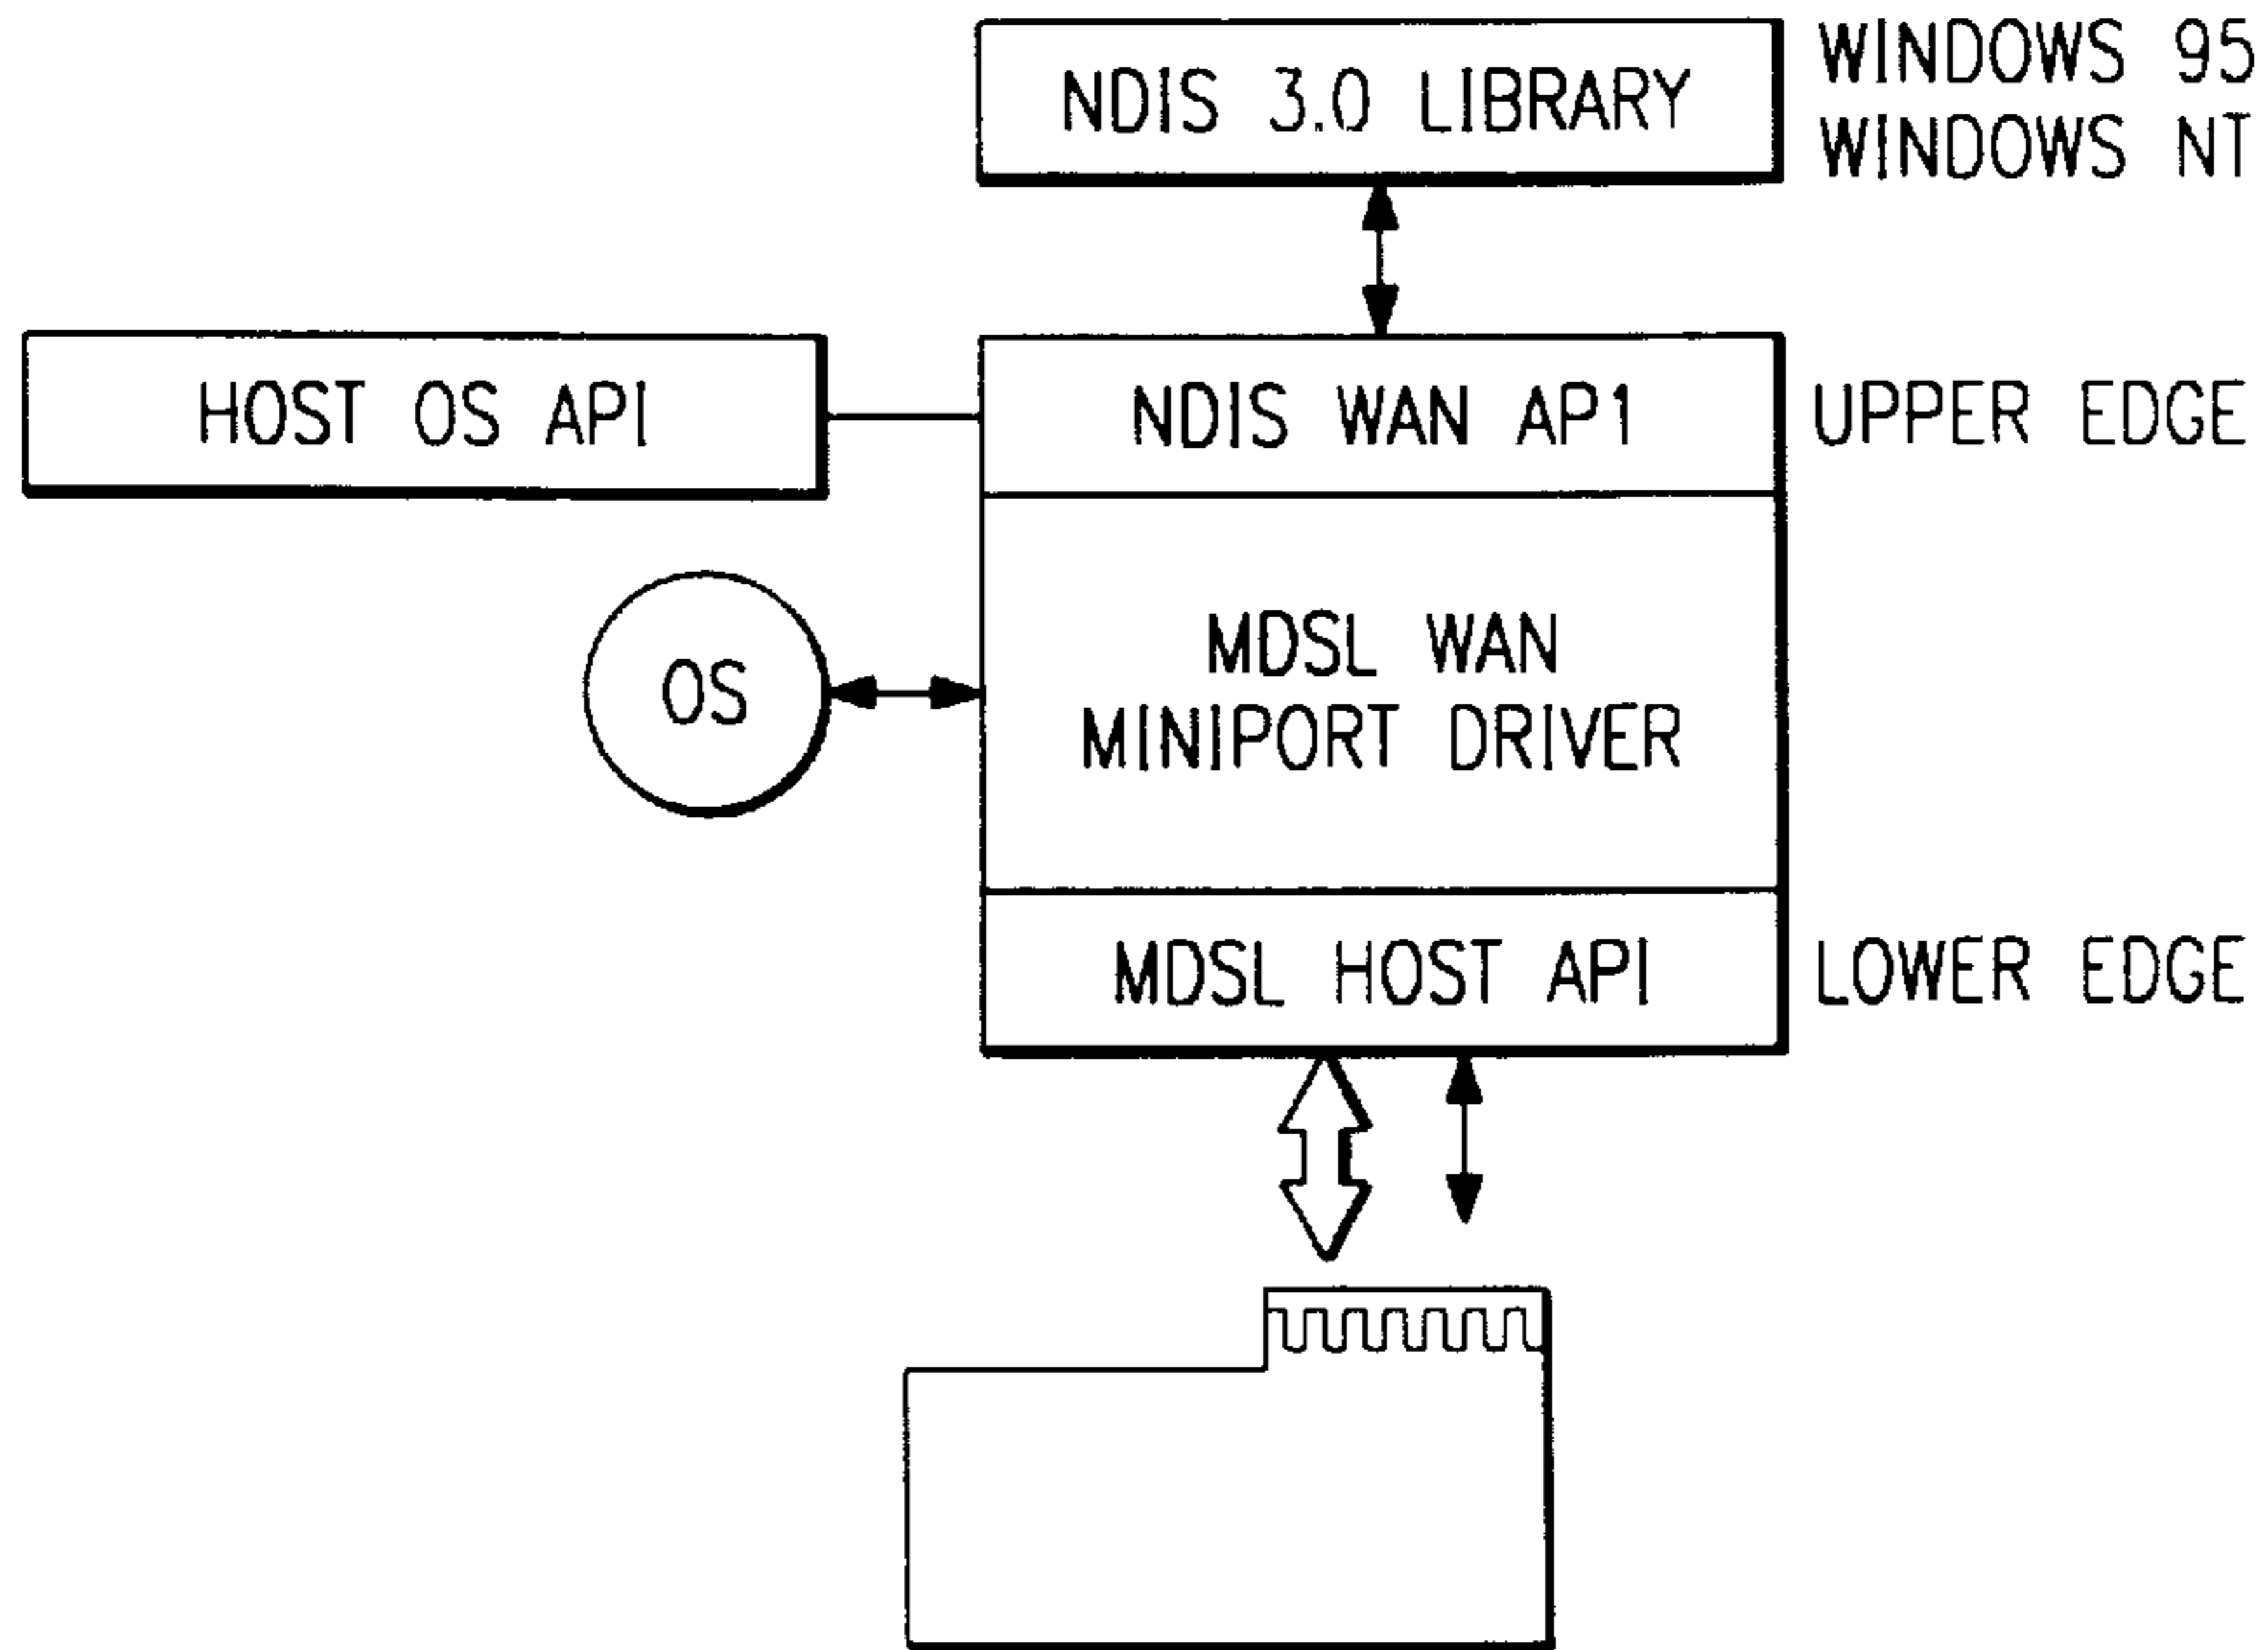 NDIS 3.0 LIBRARY
WINDOWS 95
WINDOWS NT
HOST OS API
NDIS WAN AP1
UPPER EDGE
OS
MDSL WAN
MINIPORT DRIVER
MDSL HOST API
LOWER EDGE